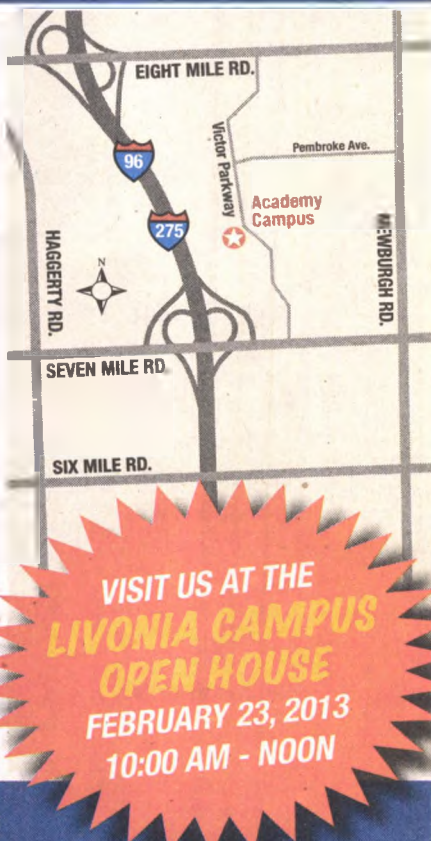 EIGHT MILE RD.
96
Victor Parkway
Pembroke Ave.
Academy
Campus
275
HAGGERTY RD.
N
NEWBURGH RD.
SEVEN MILE RD
SIX MILE RD.
VISIT US AT THE
LIVONIA CAMPUS
OPEN HOUSE
FEBRUARY 23, 2013
10:00 AM - NOON